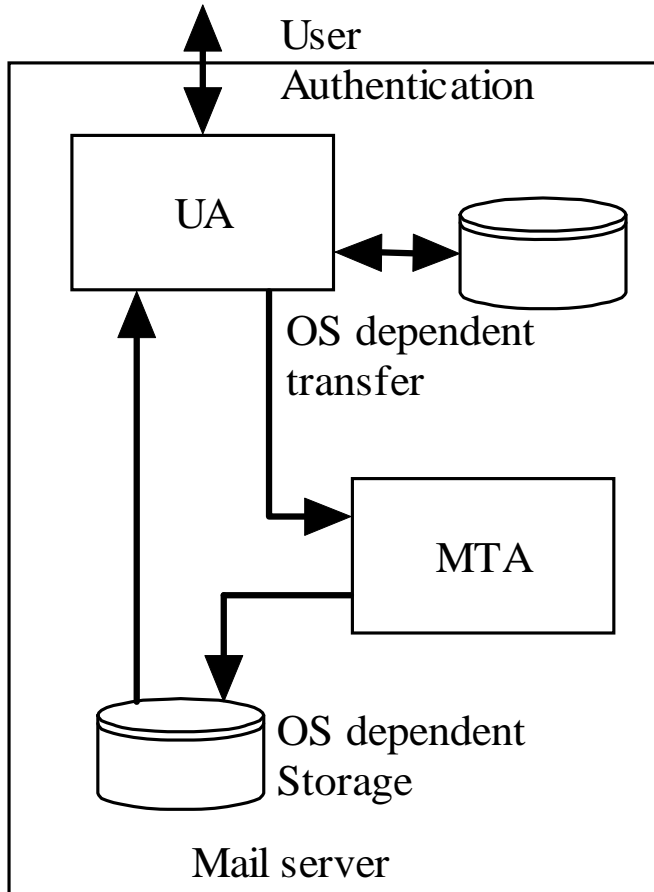 User
Authentication
UA
OS dependent
transfer
MTA
OS dependent
Storage
Mail server